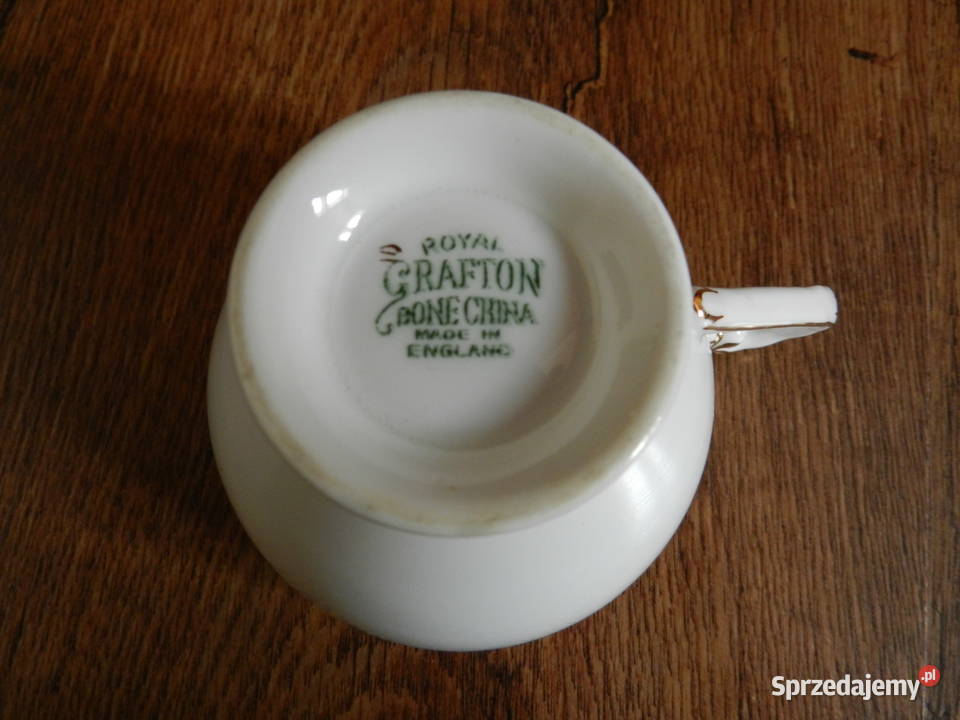 ROYAL
GRAFTON
BONE CHINA
MADE IN
ENGLAND
Sprzedajemy.pl